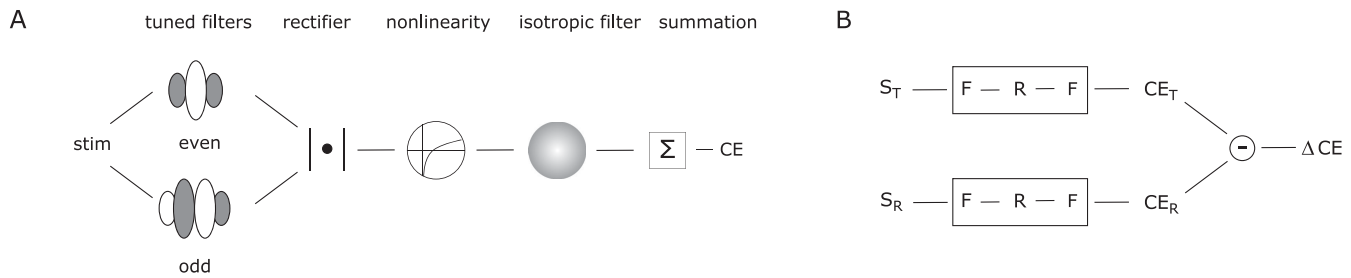 A
tuned filters rectifier nonlinearity isotropic filter summation
stim
even
odd
| • |
Σ
CE
B
S_T F R F CE_T
- ΔCE
S_R F R F CE_R